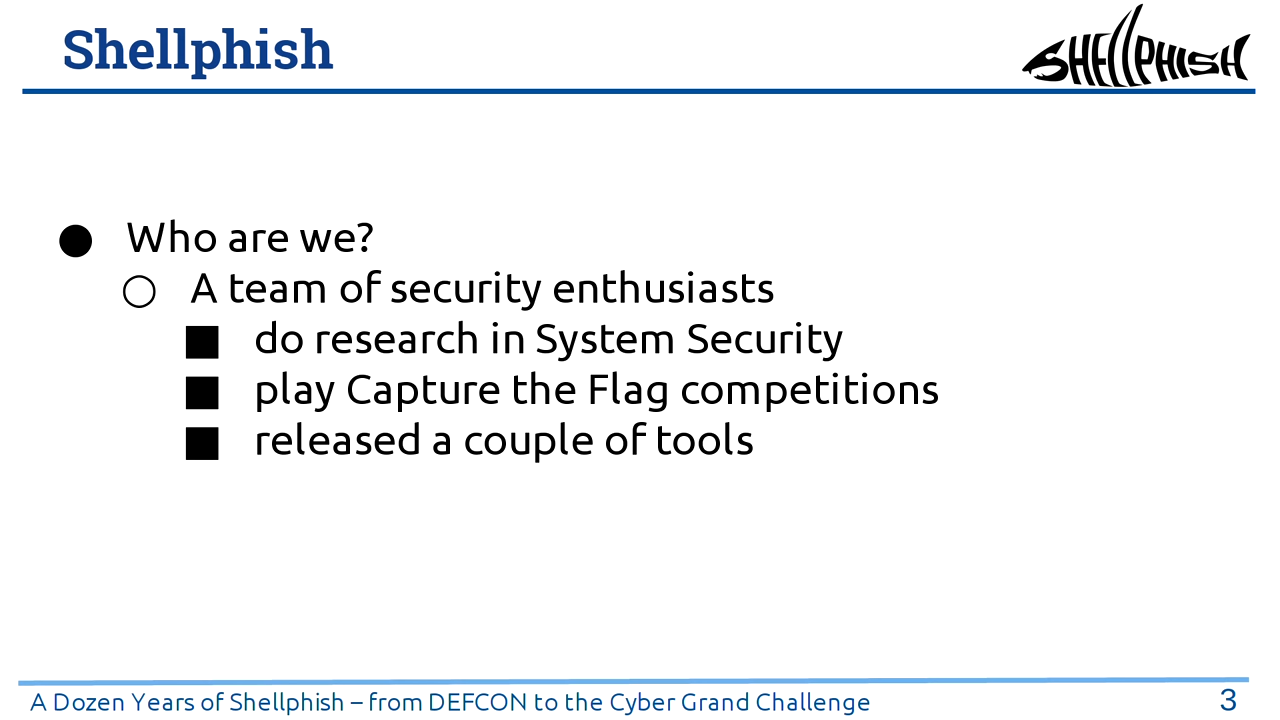 Shellphish
SHELLPHISH
● Who are we?
○ A team of security enthusiasts
■ do research in System Security
■ play Capture the Flag competitions
■ released a couple of tools
A Dozen Years of Shellphish – from DEFCON to the Cyber Grand Challenge
3